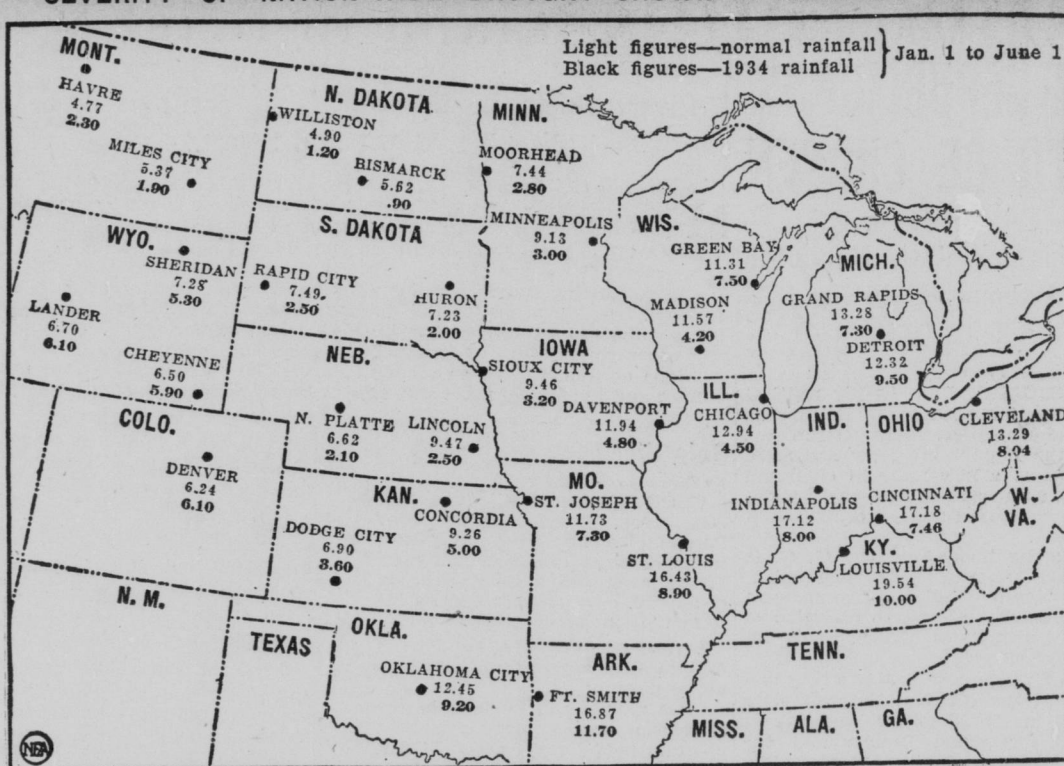 Light figures—normal rainfall
Black figures—1934 rainfall
Jan. 1 to June 1
MONT.
HAVRE
4.77
2.30
MILES CITY
5.37
1.90
N. DAKOTA
WILLISTON
4.90
1.20
BISMARCK
5.62
.90
MINN.
MOORHEAD
7.44
2.80
MINNEAPOLIS
9.13
3.00
WYO.
SHERIDAN
7.28
5.30
LANDER
6.70
6.10
CHEYENNE
6.50
5.90
S. DAKOTA
RAPID CITY
7.49
2.50
HURON
7.23
2.00
WIS.
GREEN BAY
11.31
7.50
MADISON
11.57
4.20
MICH.
GRAND RAPIDS
13.28
7.30
DETROIT
12.32
9.50
NEB.
N. PLATTE
6.62
2.10
LINCOLN
9.47
2.50
IOWA
SIOUX CITY
9.46
3.20
DAVENPORT
11.94
4.80
ILL.
CHICAGO
12.94
4.50
IND.
INDIANAPOLIS
17.12
8.00
OHIO
CLEVELAND
13.29
8.04
CINCINNATI
17.18
7.46
COLO.
DENVER
6.24
6.10
KAN.
CONCORDIA
9.26
5.00
DODGE CITY
6.90
3.60
MO.
ST. JOSEPH
11.73
7.30
ST. LOUIS
16.43
8.90
KY.
LOUISVILLE
19.54
10.00
W.
VA.
N. M.
TEXAS
OKLA.
OKLAHOMA CITY
12.45
9.20
ARK.
FT. SMITH
16.87
11.70
TENN.
MISS.
ALA.
GA.
NEA